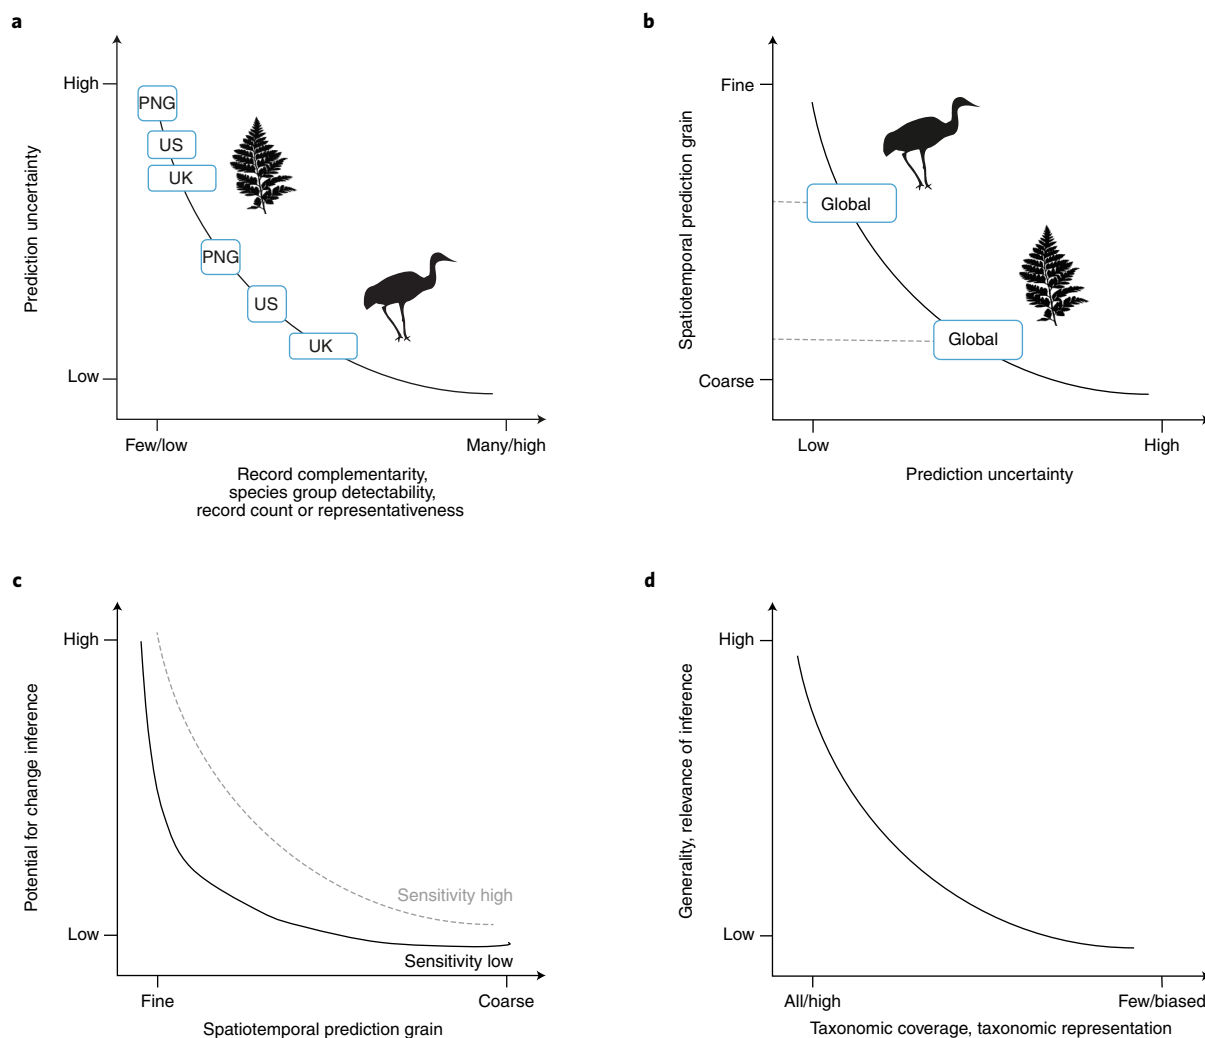 a
High
PNG
US
UK
PNG
US
UK
Low
Prediction uncertainty
Few/low
Many/high
Record complementarity,
species group detectability,
record count or representativeness
b
Fine
Global
Global
Coarse
Spatiotemporal prediction grain
Low
High
Prediction uncertainty
c
High
Potential for change inference
Sensitivity high
Low
Sensitivity low
Fine
Coarse
Spatiotemporal prediction grain
d
High
Generality, relevance of inference
Low
All/high
Few/biased
Taxonomic coverage, taxonomic representation